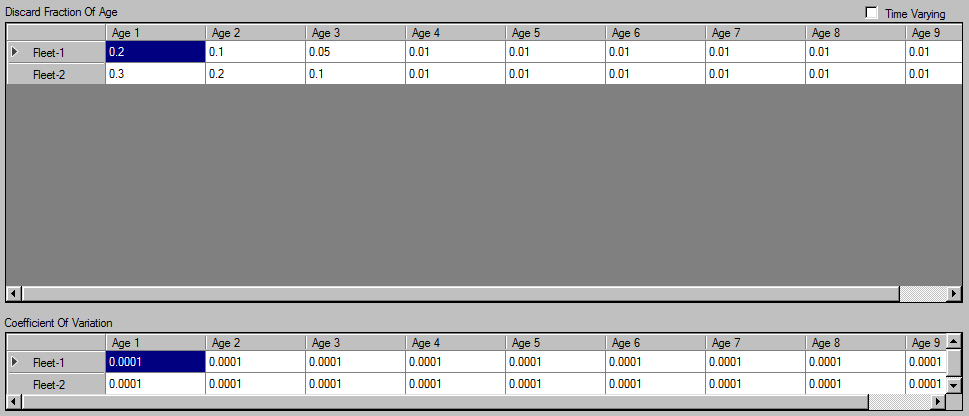 Discard Fraction Of Age Time Varying
Age 1 Age 2 Age 3 Age 4 Age 5 Age 6 Age 7 Age 8 Age 9
Fleet-1 0.2 0.1 0.05 0.01 0.01 0.01 0.01 0.01 0.01
Fleet-2 0.3 0.2 0.1 0.01 0.01 0.01 0.01 0.01 0.01
Coefficient Of Variation
Age 1 Age 2 Age 3 Age 4 Age 5 Age 6 Age 7 Age 8 Age 9
Fleet-1 0.0001 0.0001 0.0001 0.0001 0.0001 0.0001 0.0001 0.0001 0.0001
Fleet-2 0.0001 0.0001 0.0001 0.0001 0.0001 0.0001 0.0001 0.0001 0.0001